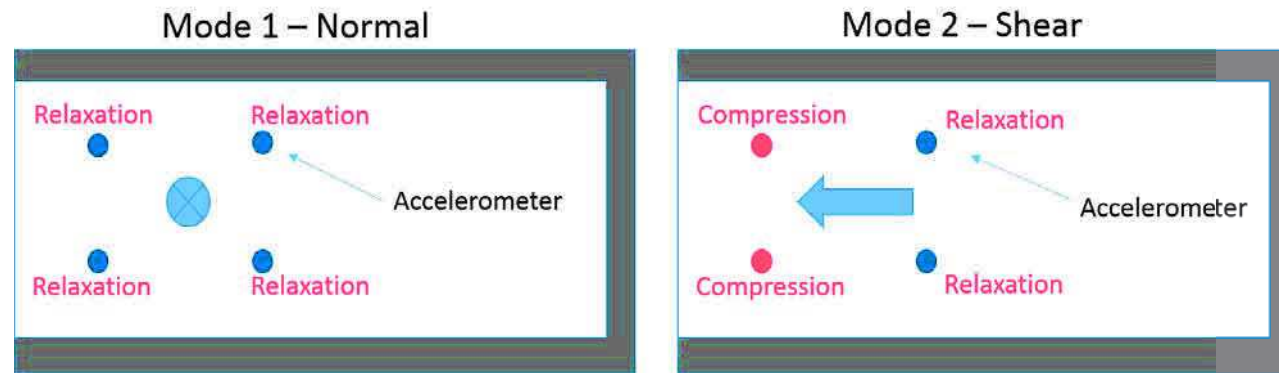 Mode 1 – Normal
Relaxation
Relaxation
Accelerometer
Relaxation
Relaxation
Mode 2 – Shear
Compression
Relaxation
Accelerometer
Compression
Relaxation